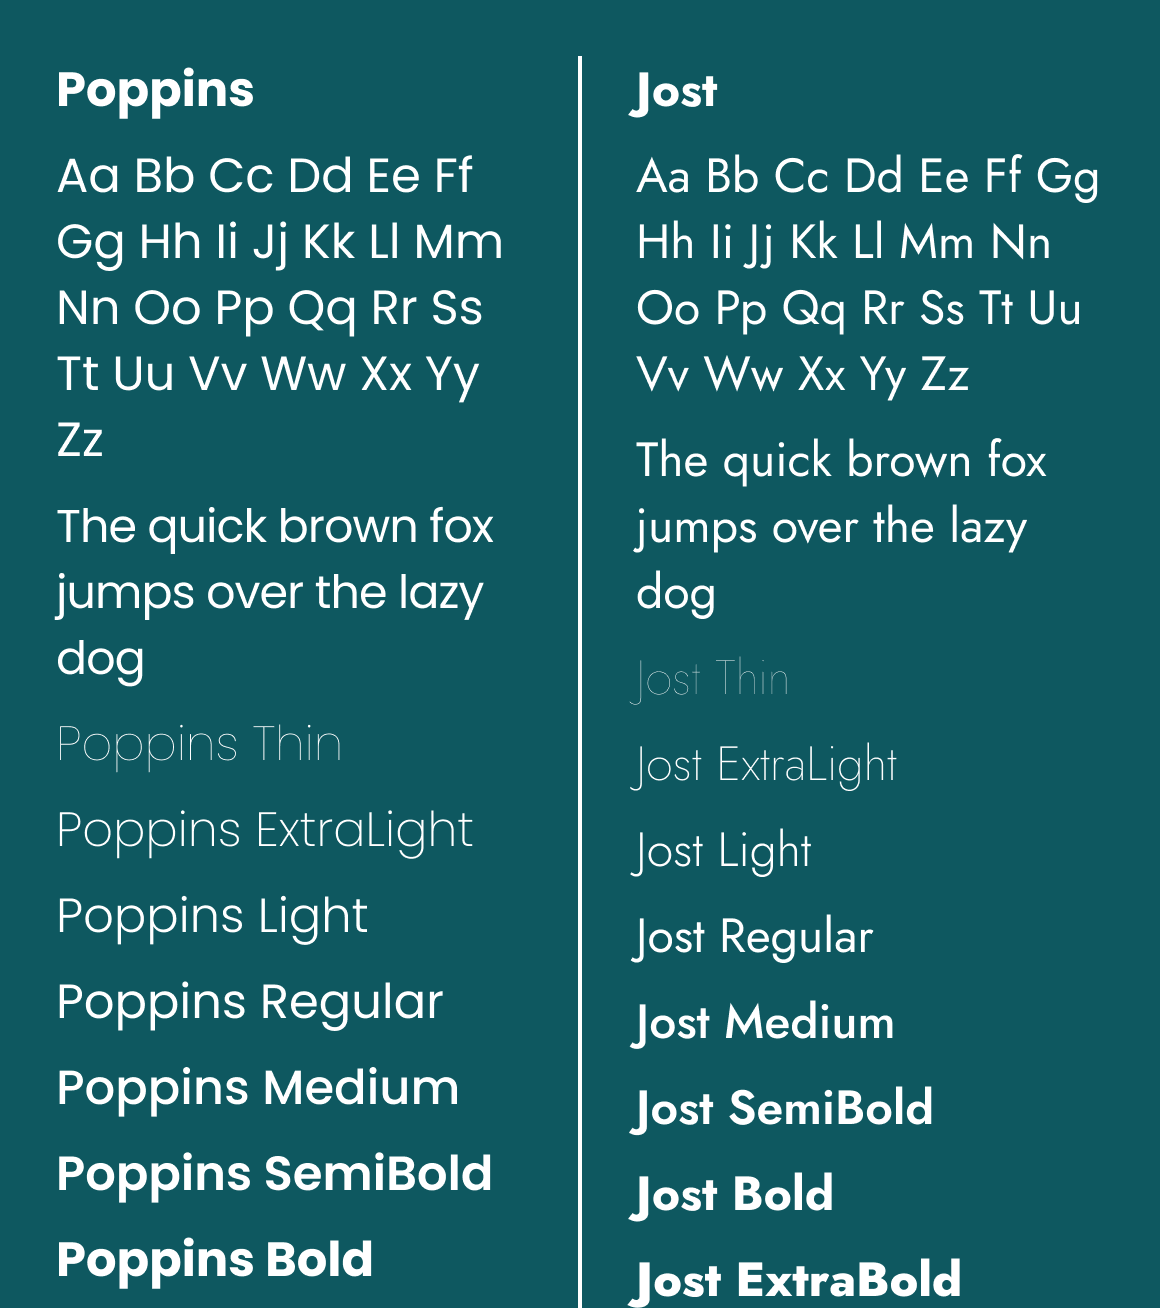 Poppins
Aa Bb Cc Dd Ee Ff
Gg Hh Ii Jj Kk Ll Mm
Nn Oo Pp Qq Rr Ss
Tt Uu Vv Ww Xx Yy
Zz
The quick brown fox
jumps over the lazy
dog
Poppins Thin
Poppins ExtraLight
Poppins Light
Poppins Regular
Poppins Medium
Poppins SemiBold
Poppins Bold
Jost
Aa Bb Cc Dd Ee Ff Gg
Hh Ii Jj Kk Ll Mm Nn
Oo Pp Qq Rr Ss Tt Uu
Vv Ww Xx Yy Zz
The quick brown fox
jumps over the lazy
dog
Jost Thin
Jost ExtraLight
Jost Light
Jost Regular
Jost Medium
Jost SemiBold
Jost Bold
Jost ExtraBold